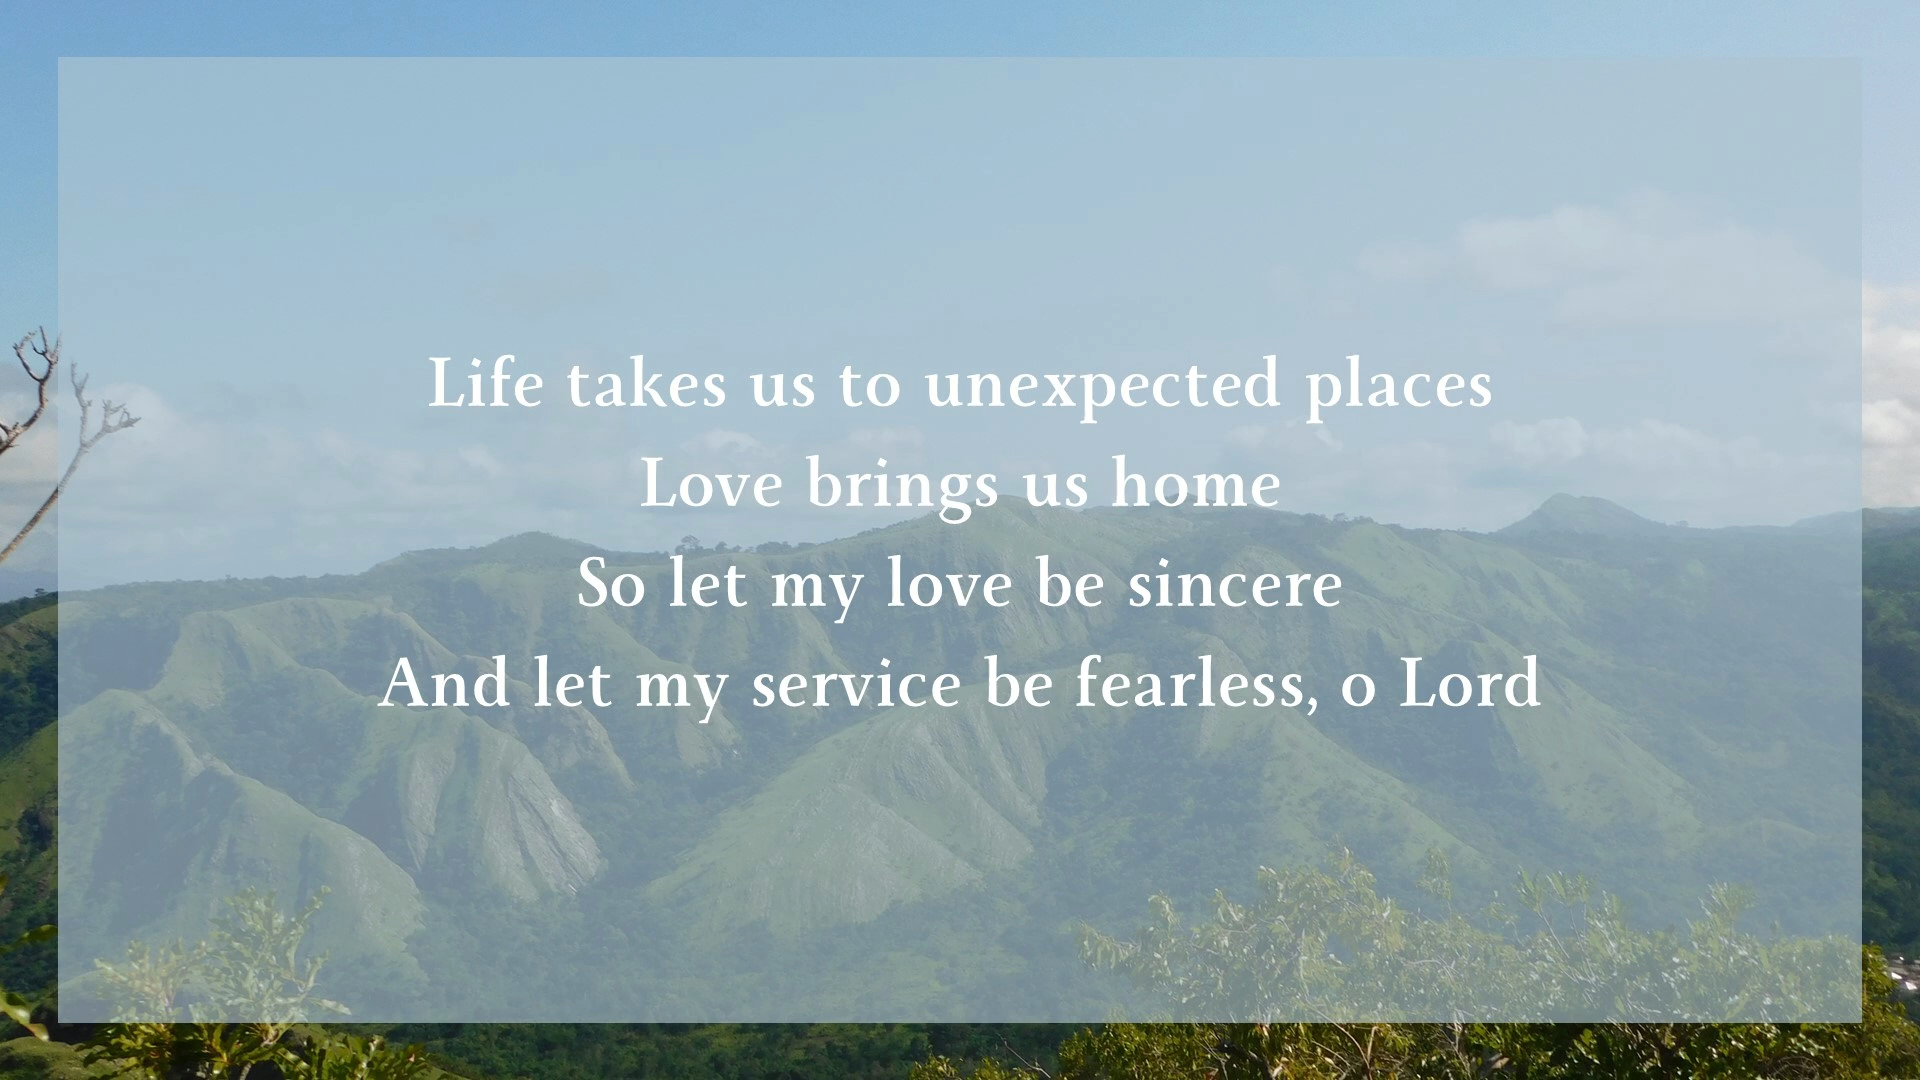 Life takes us to unexpected places
Love brings us home
So let my love be sincere
And let my service be fearless, o Lord